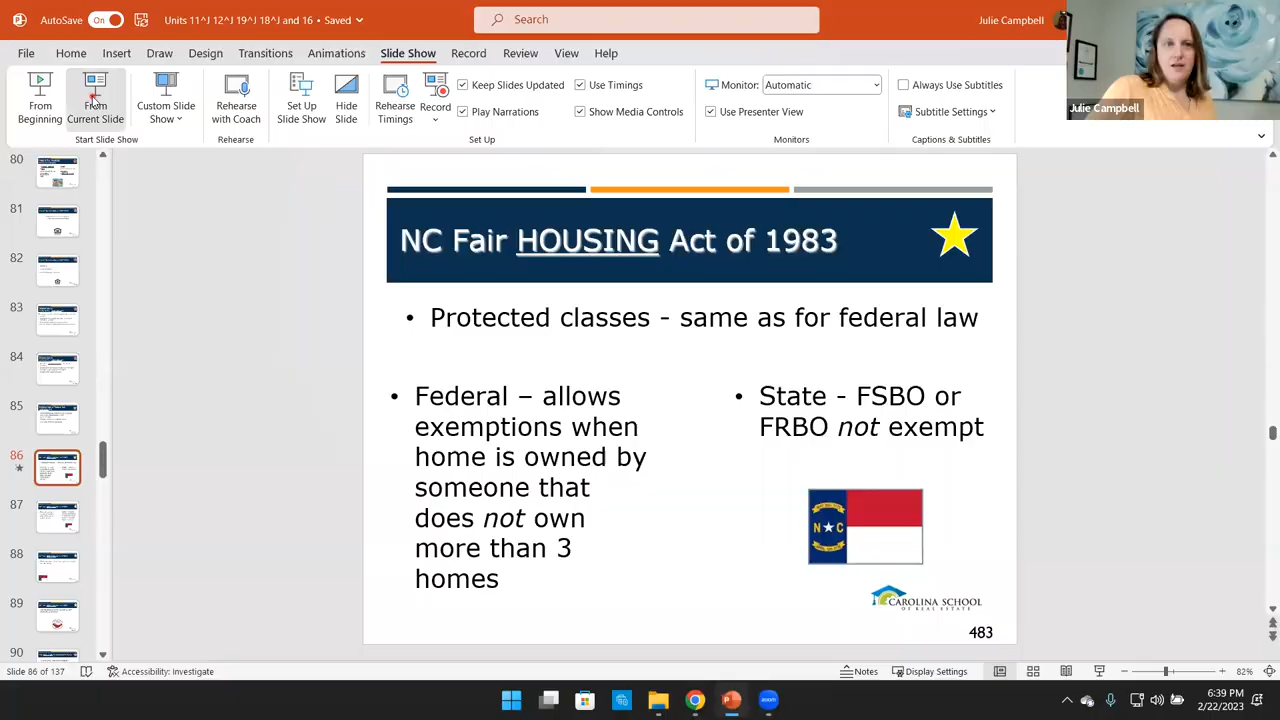 AutoSave On Units 11^J 12^J 19^J 18^J and 16 • Saved Search Julie Campbell
File Home Insert Draw Design Transitions Animations Slide Show Record Review View Help
From Beginning
From Current Slide
Custom Slide Show
Rehearse with Coach
Set Up Slide Show
Hide Slide
Rehearse Timings
Record
Keep Slides Updated
Play Narrations
Use Timings
Show Media Controls
Monitor: Automatic
Use Presenter View
Always Use Subtitles
Subtitle Settings
Start Slide Show Rehearse Set Up Monitors Captions & Subtitles
Julie Campbell
80
81
82
83
84
85
86
87
88
89
90
NC Fair HOUSING Act of 1983
• Protected classes - same as for federal law
• Federal – allows
exemptions when
home is owned by
someone that
does not own
more than 3
homes
• State - FSBO or
FRBO not exempt
N C
CAROLINA SCHOOL
OF REAL ESTATE
483
Slide 86 of 137 Accessibility: Investigate Notes Display Settings 82%
zoom
6:39 PM
2/22/2023